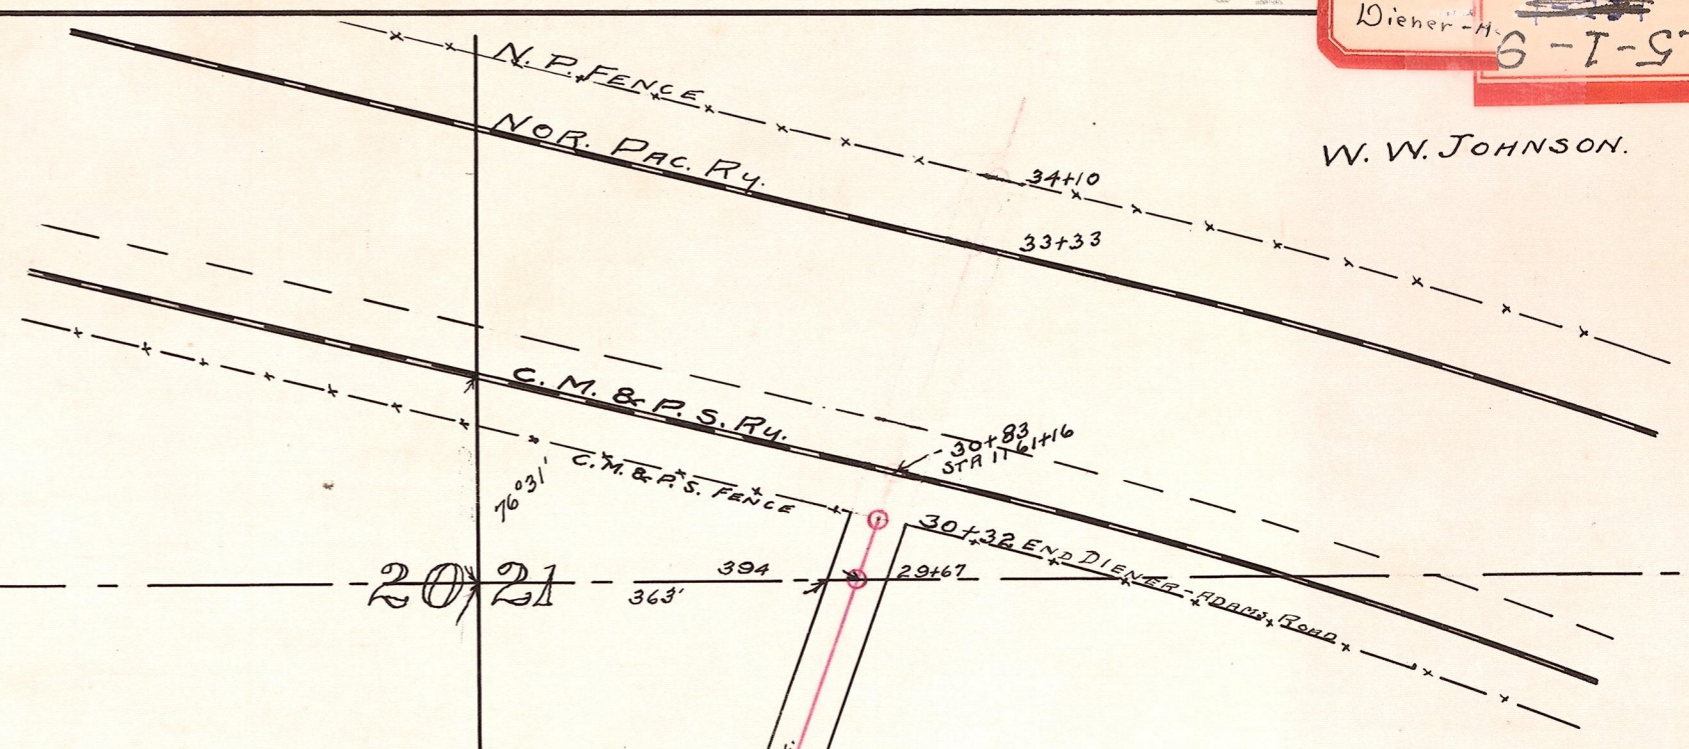 Diener-A
5-1-9
N. P. FENCE
W. W. JOHNSON.
NOR. PAC. RY.
34+10
33+33
C. M. & P. S. RY.
30+83
STA 1161+16
76°31'
C. M. & P. S. FENCE
30+32 END DIENER-ADAMS ROAD
394
29+67
20 21
363'